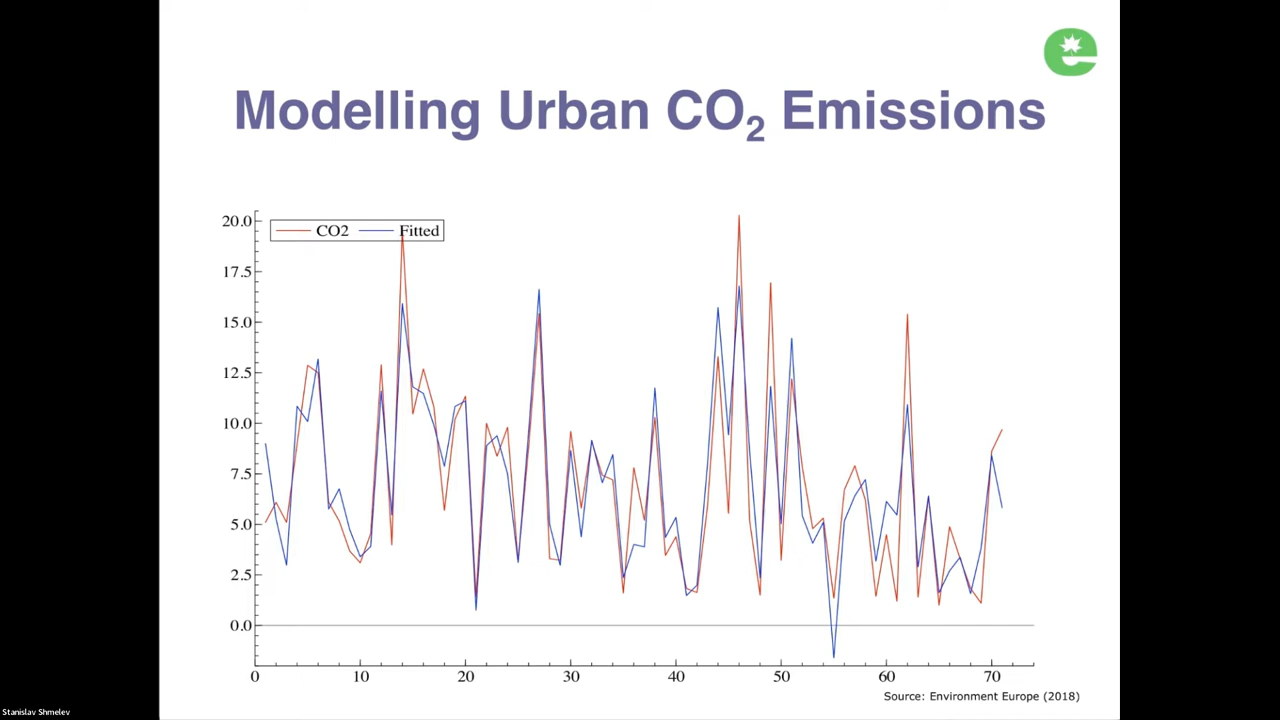 Modelling Urban CO₂ Emissions
CO2 Fitted
20.0
17.5
15.0
12.5
10.0
7.5
5.0
2.5
0.0
0 10 20 30 40 50 60 70
Source: Environment Europe (2018)
Stanislav Shmelev